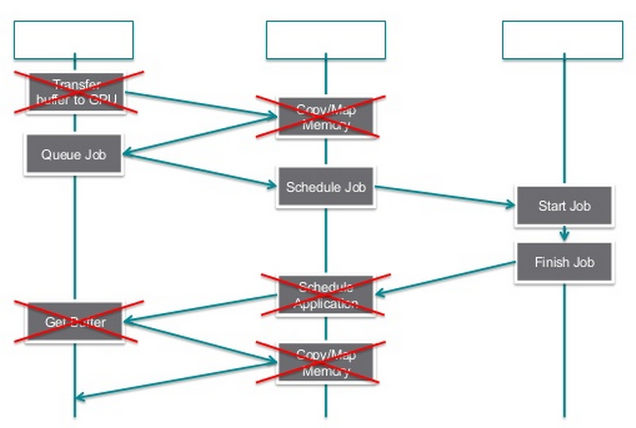 Transfer
buffer to GPU
Copy/Map
Memory
Queue Job
Schedule Job
Start Job
Finish Job
Schedule
Application
Get Buffer
Copy/Map
Memory